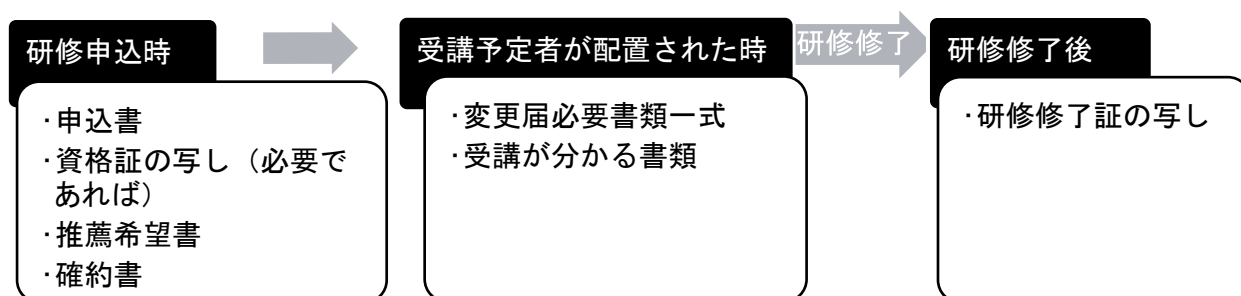 研修申込時
・申込書
・資格証の写し（必要で
あれば）
・推薦希望書
・確約書
受講予定者が配置された時
・変更届必要書類一式
・受講が分かる書類
研修修了
研修修了後
・研修修了証の写し